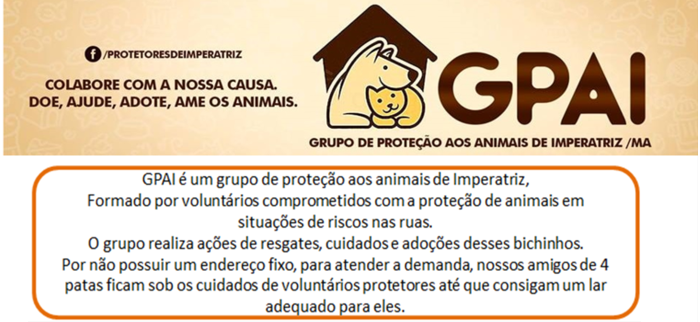 /PROTETORESDEIMPERATRIZ
COLABORE COM A NOSSA CAUSA.
DOE, AJUDE, ADOTE, AME OS ANIMAIS.
GPAI
GRUPO DE PROTEÇÃO AOS ANIMAIS DE IMPERATRIZ /MA
GPAI é um grupo de proteção aos animais de Imperatriz,
Formado por voluntários comprometidos com a proteção de animais em
situações de riscos nas ruas.
O grupo realiza ações de resgates, cuidados e adoções desses bichinhos.
Por não possuir um endereço fixo, para atender a demanda, nossos amigos de 4
patas ficam sob os cuidados de voluntários protetores até que consigam um lar
adequado para eles.